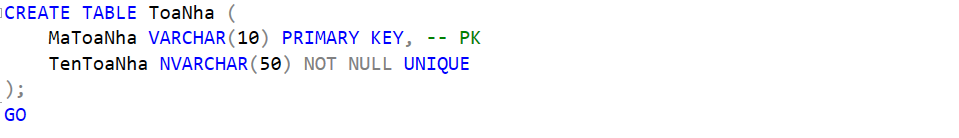 CREATE TABLE ToaNha (
    MaToaNha VARCHAR(10) PRIMARY KEY, -- PK
    TenToaNha NVARCHAR(50) NOT NULL UNIQUE
);
GO